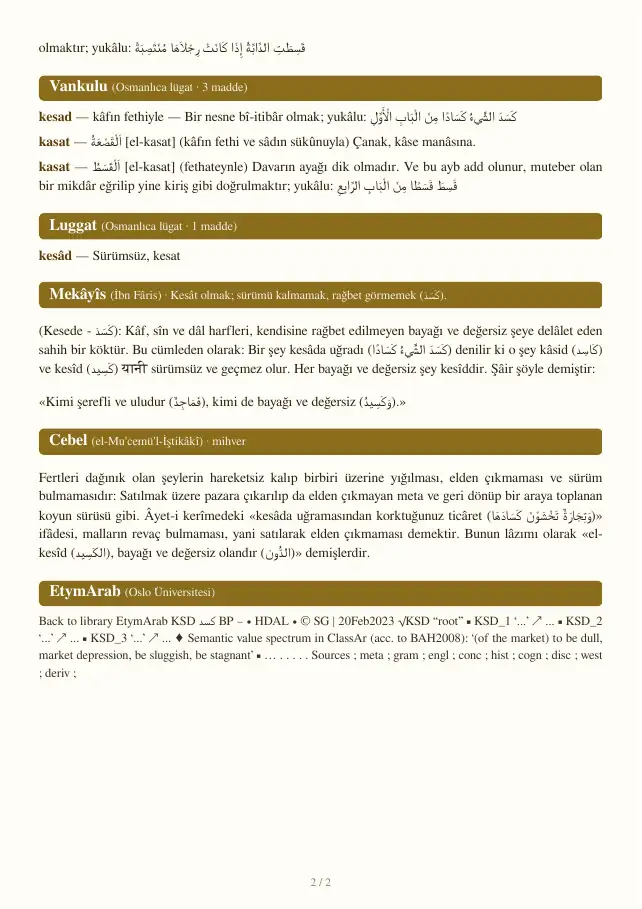 olmaktır; yukâlu: قَسِطَتِ الدَّابَّةُ إِذَا كَانَتْ رِجْلَاهَا مُنْتَصِبَةً
Vankulu (Osmanlıca lügat · 3 madde)
kesad — kâfın fethiyle — Bir nesne bî-itibâr olmak; yukâlu: كَسَدَ الشَّيْءُ كَسَادًا مِنَ الْبَابِ الْأَوَّلِ
kasat — اَلْقَصْعَةُ [el-kasat] (kâfın fethi ve sâdın sükûnuyla) Çanak, kâse manâsına.
kasat — اَلْقَسَطُ [el-kasat] (fethateynle) Davarın ayağı dik olmadır. Ve bu ayb add olunur, muteber olan
bir mikdâr eğrilip yine kiriş gibi doğrulmaktır; yukâlu: قَسِطَ قَسَطًا مِنَ الْبَابِ الرَّابِعِ
Luggat (Osmanlıca lügat · 1 madde)
kesâd — Sürümsüz, kesat
Mekâyîs (İbn Fâris) · Kesât olmak; sürümü kalmamak, rağbet görmemek (كَسَدَ).
(Kesede - كَسَدَ): Kâf, sîn ve dâl harfleri, kendisine rağbet edilmeyen bayağı ve değersiz şeye delâlet eden
sahih bir köktür. Bu cümleden olarak: Bir şey kesâda uğradı (كَسَدَ الشَّيْءُ كَسَادًا) denilir ki o şey kâsid (كَاسِد)
ve kesîd (كَسِيد) यानी sürümsüz ve geçmez olur. Her bayağı ve değersiz şey kesîddir. Şâir şöyle demiştir:
«Kimi şerefli ve uludur (فَمَاجِدٌ), kimi de bayağı ve değersiz (وَكَسِيدُ).»
Cebel (el-Mu'cemü'l-İştikâkî) · mihver
Fertleri dağınık olan şeylerin hareketsiz kalıp birbiri üzerine yığılması, elden çıkmaması ve sürüm
bulmamasıdır: Satılmak üzere pazara çıkarılıp da elden çıkmayan meta ve geri dönüp bir araya toplanan
koyun sürüsü gibi. Âyet-i kerîmedeki «kesâda uğramasından korktuğunuz ticâret (وَتِجَارَةٌ تَخْشَوْنَ كَسَادَهَا)»
ifâdesi, malların revaç bulmaması, yani satılarak elden çıkmaması demektir. Bunun lâzımı olarak «el-
kesîd (الكَسِيد), bayağı ve değersiz olandır (الدُّون)» demişlerdir.
EtymArab (Oslo Üniversitesi)
Back to library EtymArab KSD كسد BP – • HDAL • © SG | 20Feb2023 √KSD “root” ▪ KSD_1 ‘...’ ↗ ... ▪ KSD_2
‘...’ ↗ ... ▪ KSD_3 ‘...’ ↗ ... ♦ Semantic value spectrum in ClassAr (acc. to BAH2008): ‘(of the market) to be dull,
market depression, be sluggish, be stagnant’ ▪ … . . . . . Sources ; meta ; gram ; engl ; conc ; hist ; cogn ; disc ; west
; deriv ;
2 / 2